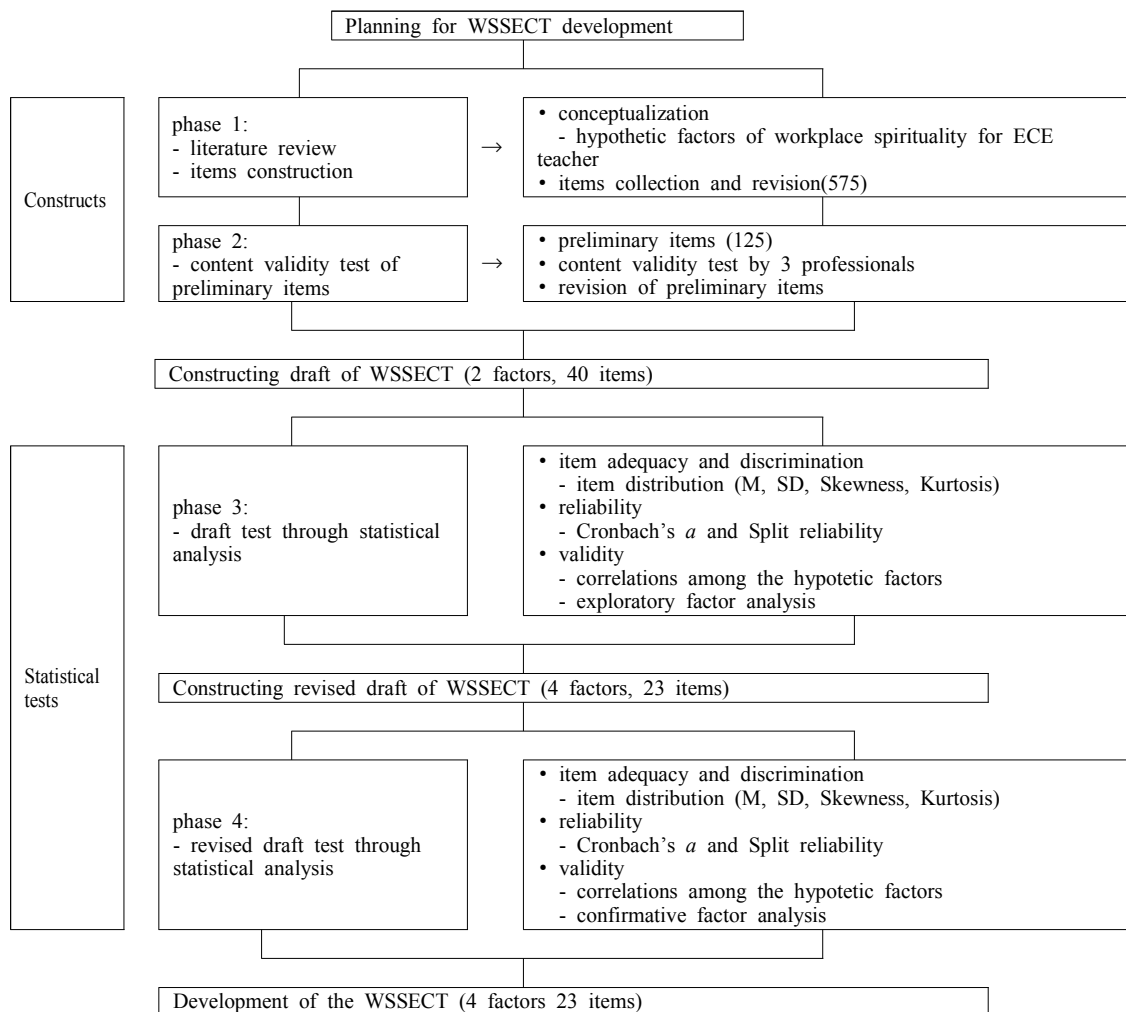 Planning for WSSECT development
Constructs
phase 1:
- literature review
- items construction
→
• conceptualization
- hypothetic factors of workplace spirituality for ECE
teacher
• items collection and revision(575)
phase 2:
- content validity test of
preliminary items
→
• preliminary items (125)
• content validity test by 3 professionals
• revision of preliminary items
Constructing draft of WSSECT (2 factors, 40 items)
Statistical
tests
phase 3:
- draft test through statistical
analysis
• item adequacy and discrimination
- item distribution (M, SD, Skewness, Kurtosis)
• reliability
- Cronbach's a and Split reliability
• validity
- correlations among the hypotetic factors
- exploratory factor analysis
Constructing revised draft of WSSECT (4 factors, 23 items)
phase 4:
- revised draft test through
statistical analysis
• item adequacy and discrimination
- item distribution (M, SD, Skewness, Kurtosis)
• reliability
- Cronbach's a and Split reliability
• validity
- correlations among the hypotetic factors
- confirmative factor analysis
Development of the WSSECT (4 factors 23 items)